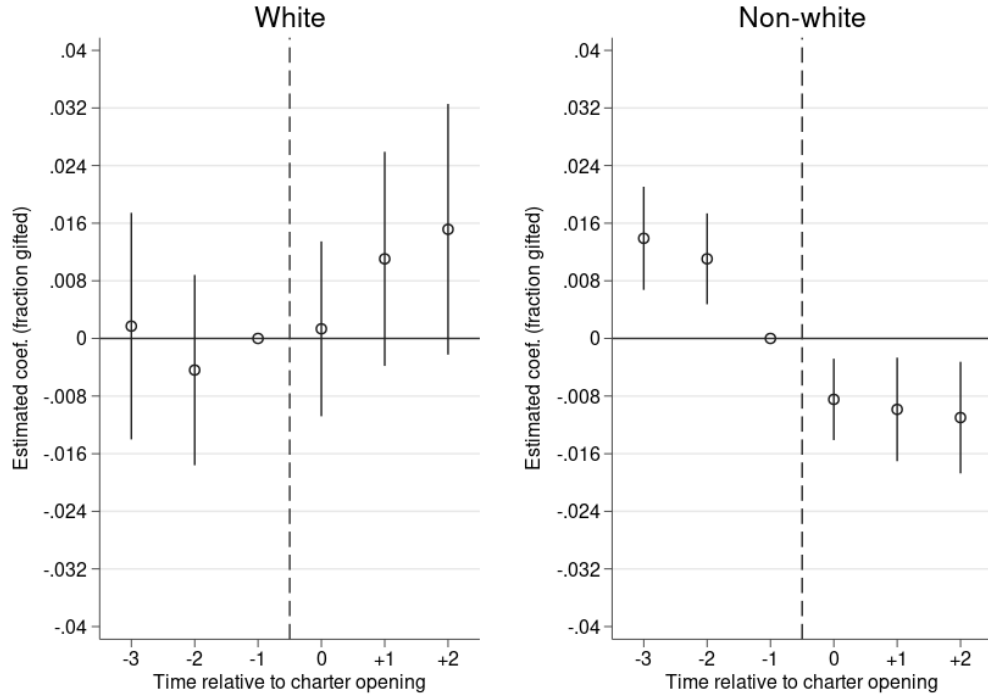 White
Estimated coef. (fraction gifted)
.04
.032
.024
.016
.008
0
-.008
-.016
-.024
-.032
-.04
-3 -2 -1 0 +1 +2
Time relative to charter opening
Non-white
Estimated coef. (fraction gifted)
.04
.032
.024
.016
.008
0
-.008
-.016
-.024
-.032
-.04
-3 -2 -1 0 +1 +2
Time relative to charter opening